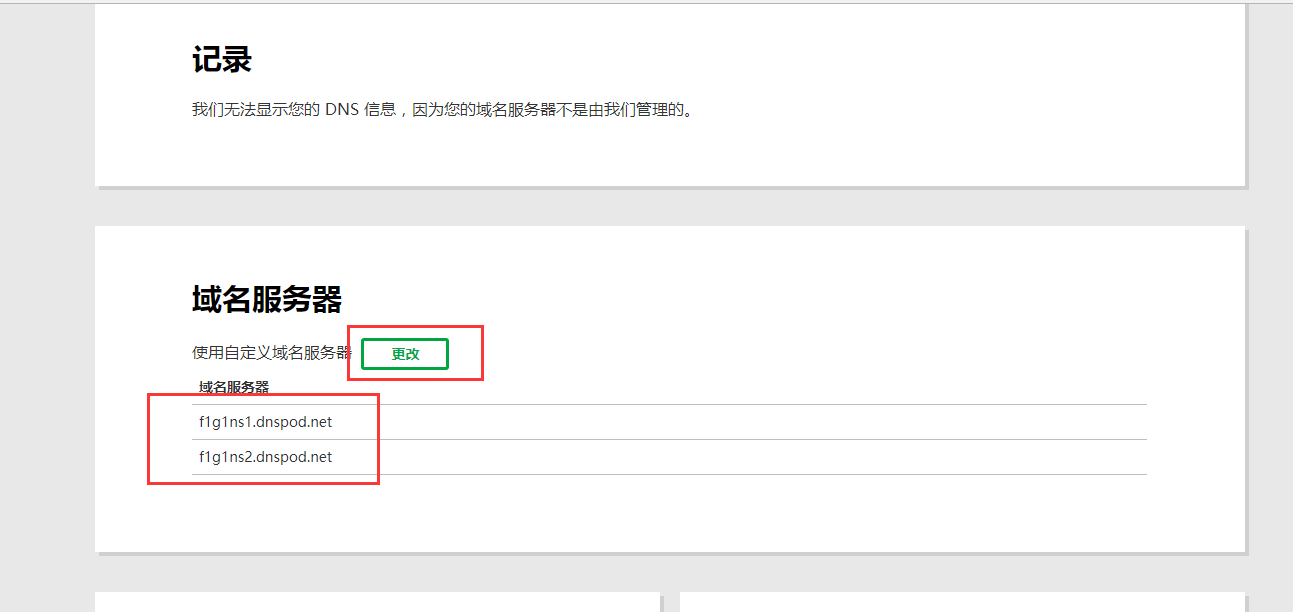 记录
我们无法显示您的 DNS 信息，因为您的域名服务器不是由我们管理的。
域名服务器
使用自定义域名服务器 更改
域名服务器
f1g1ns1.dnspod.net
f1g1ns2.dnspod.net